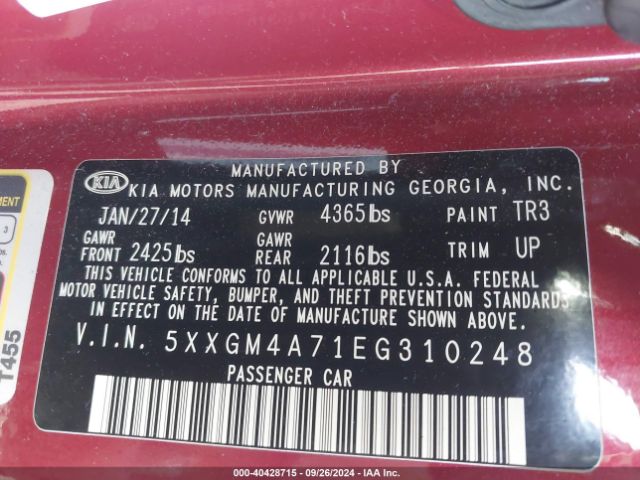 MANUFACTURED BY
KIA KIA MOTORS MANUFACTURING GEORGIA, INC.
JAN/27/14 GVWR 4365lbs PAINT TR3
GAWR FRONT 2425lbs GAWR REAR 2116lbs TRIM UP
THIS VEHICLE CONFORMS TO ALL APPLICABLE U.S.A. FEDERAL
MOTOR VEHICLE SAFETY, BUMPER, AND THEFT PREVENTION STANDARDS
IN EFFECT ON THE DATE OF MANUFACTURE SHOWN ABOVE.
V.I.N. 5XXGM4A71EG310248
PASSENGER CAR
3
T455
000-40428715 - 09/26/2024 - IAA Inc.